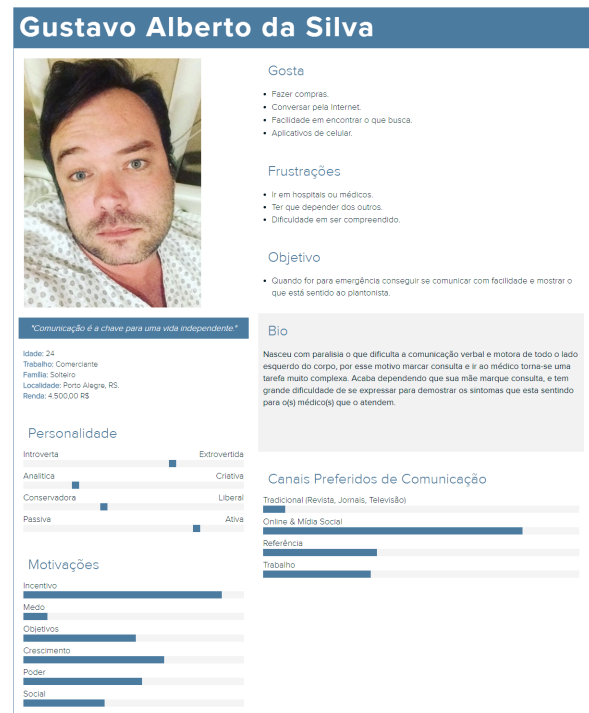 Gustavo Alberto da Silva
"Comunicação é a chave para uma vida independente."
Idade: 24
Trabalho: Comerciante
Família: Solteiro
Localidade: Porto Alegre, RS.
Renda: 4.500,00 R$
Personalidade
Introverta Extrovertida
Analítica Criativa
Conservadora Liberal
Passiva Ativa
Motivações
Incentivo
Medo
Objetivos
Crescimento
Poder
Social
Gosta
Fazer compras.
Conversar pela Internet.
Facilidade em encontrar o que busca.
Aplicativos de celular.
Frustrações
Ir em hospitais ou médicos.
Ter que depender dos outros.
Dificuldade em ser compreendido.
Objetivo
Quando for para emergência conseguir se comunicar com facilidade e mostrar o
que está sentido ao plantonista.
Bio
Nasceu com paralisia o que dificulta a comunicação verbal e motora de todo o lado
esquerdo do corpo, por esse motivo marcar consulta e ir ao médico torna-se uma
tarefa muito complexa. Acaba dependendo que sua mãe marque consulta, e tem
grande dificuldade de se expressar para demostrar os sintomas que esta sentindo
para o(s) médico(s) que o atendem.
Canais Preferidos de Comunicação
Tradicional (Revista, Jornais, Televisão)
Online & Mídia Social
Referência
Trabalho